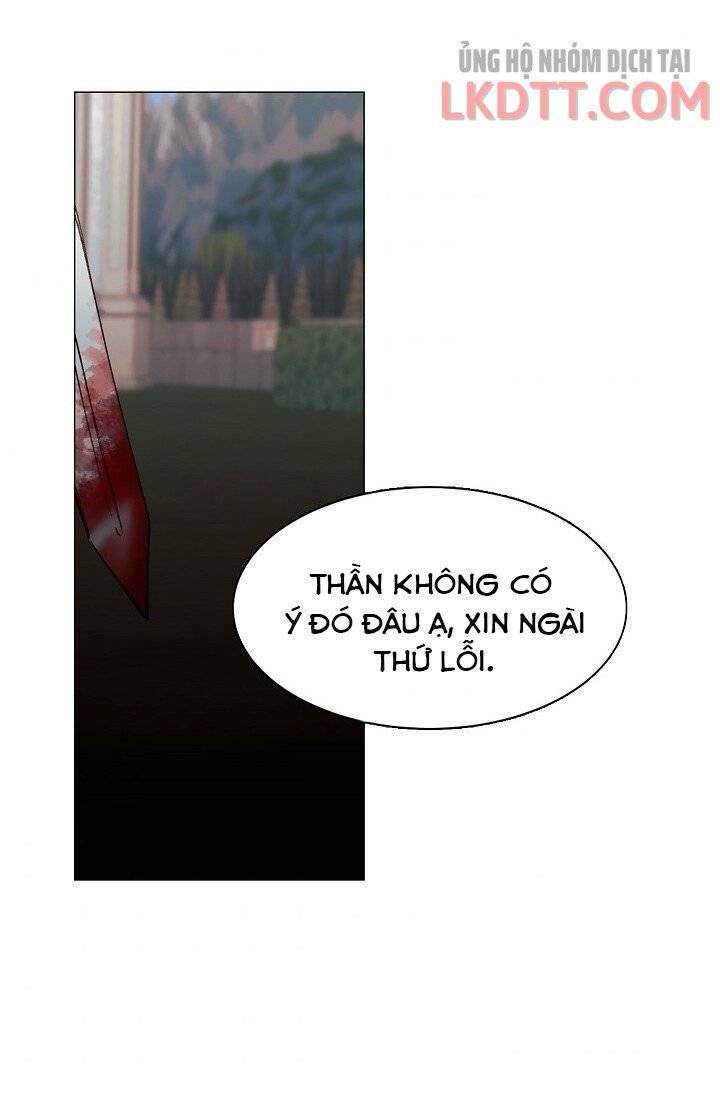 ỦNG HỘ NHÓM DỊCH TẠI
LKDTT.COM
THẦN KHÔNG CÓ
Ý ĐÓ ĐÂU Ạ, XIN NGÀI
THỨ LỖI.